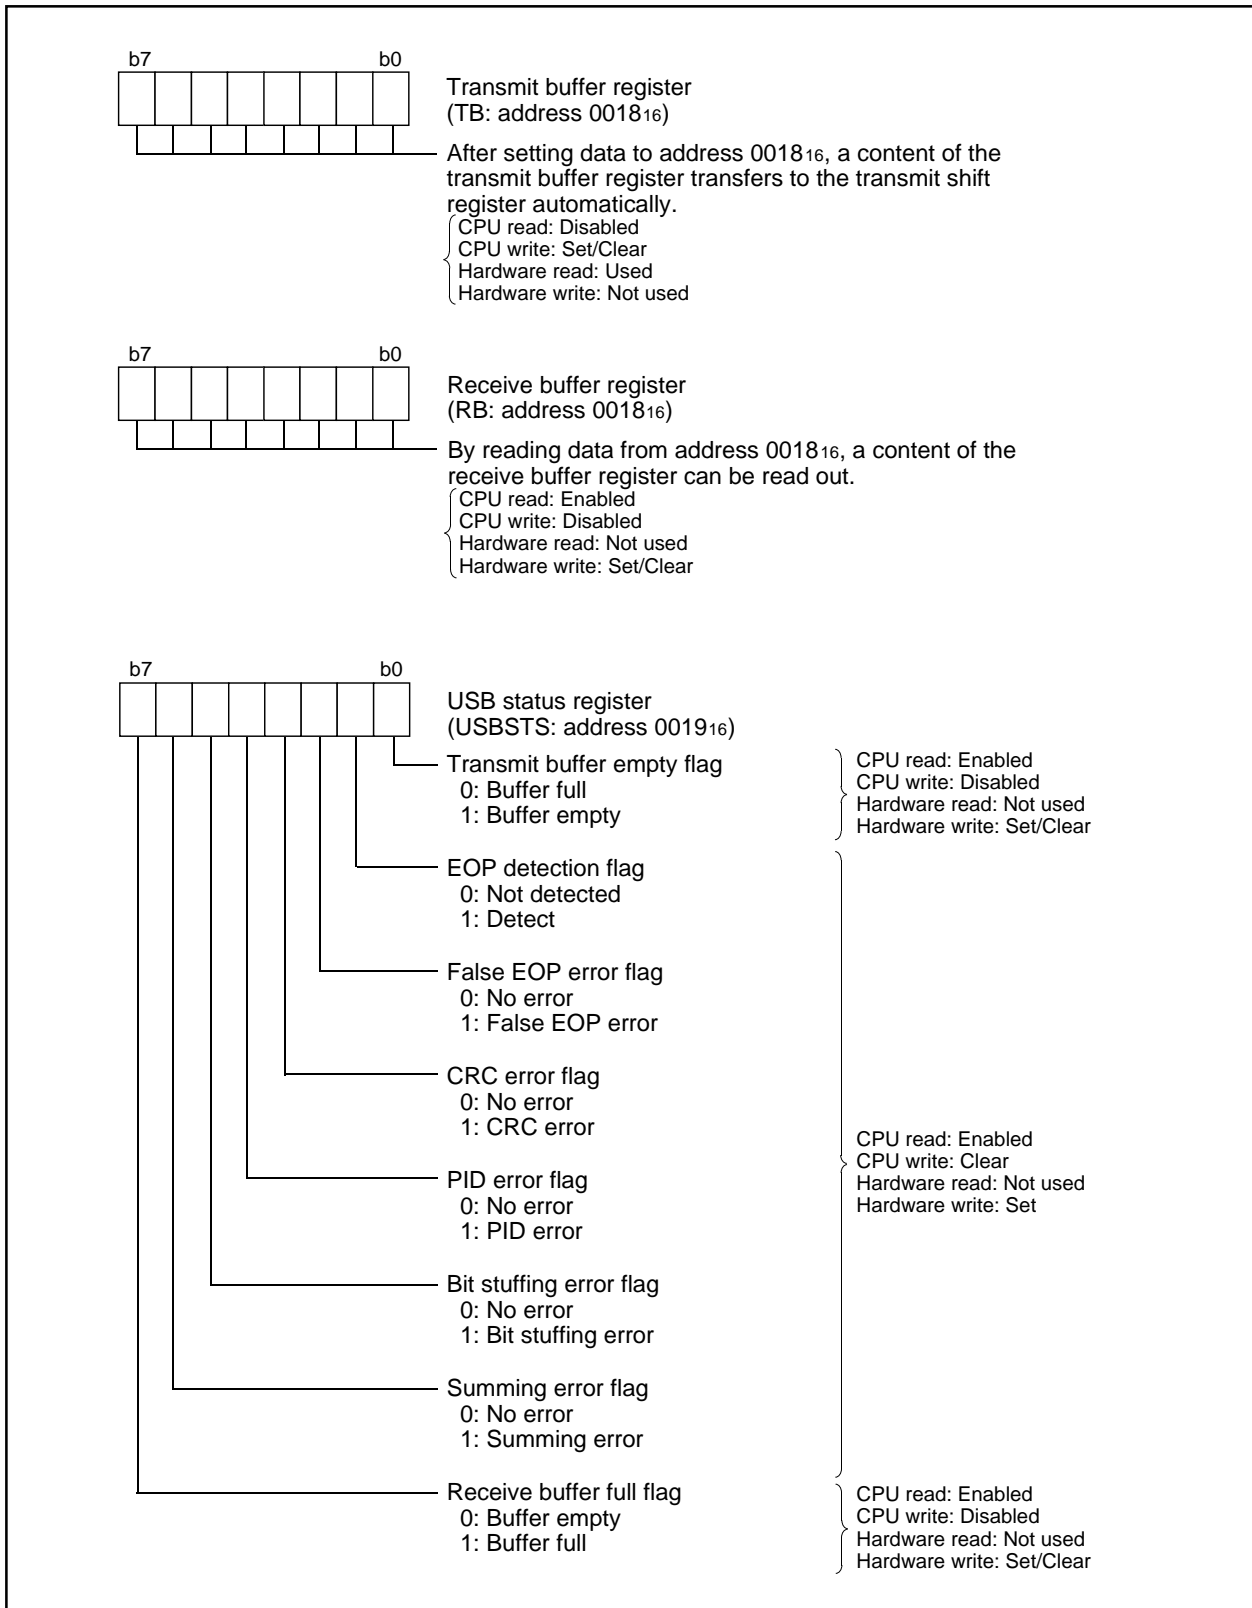 b7 b0
Transmit buffer register
(TB: address 001816)
After setting data to address 001816, a content of the
transmit buffer register transfers to the transmit shift
register automatically.
CPU read: Disabled
CPU write: Set/Clear
Hardware read: Used
Hardware write: Not used
b7 b0
Receive buffer register
(RB: address 001816)
By reading data from address 001816, a content of the
receive buffer register can be read out.
CPU read: Enabled
CPU write: Disabled
Hardware read: Not used
Hardware write: Set/Clear
b7 b0
USB status register
(USBSTS: address 001916)
Transmit buffer empty flag
0: Buffer full
1: Buffer empty
CPU read: Enabled
CPU write: Disabled
Hardware read: Not used
Hardware write: Set/Clear
EOP detection flag
0: Not detected
1: Detect
False EOP error flag
0: No error
1: False EOP error
CRC error flag
0: No error
1: CRC error
CPU read: Enabled
CPU write: Clear
Hardware read: Not used
Hardware write: Set
PID error flag
0: No error
1: PID error
Bit stuffing error flag
0: No error
1: Bit stuffing error
Summing error flag
0: No error
1: Summing error
Receive buffer full flag
0: Buffer empty
1: Buffer full
CPU read: Enabled
CPU write: Disabled
Hardware read: Not used
Hardware write: Set/Clear